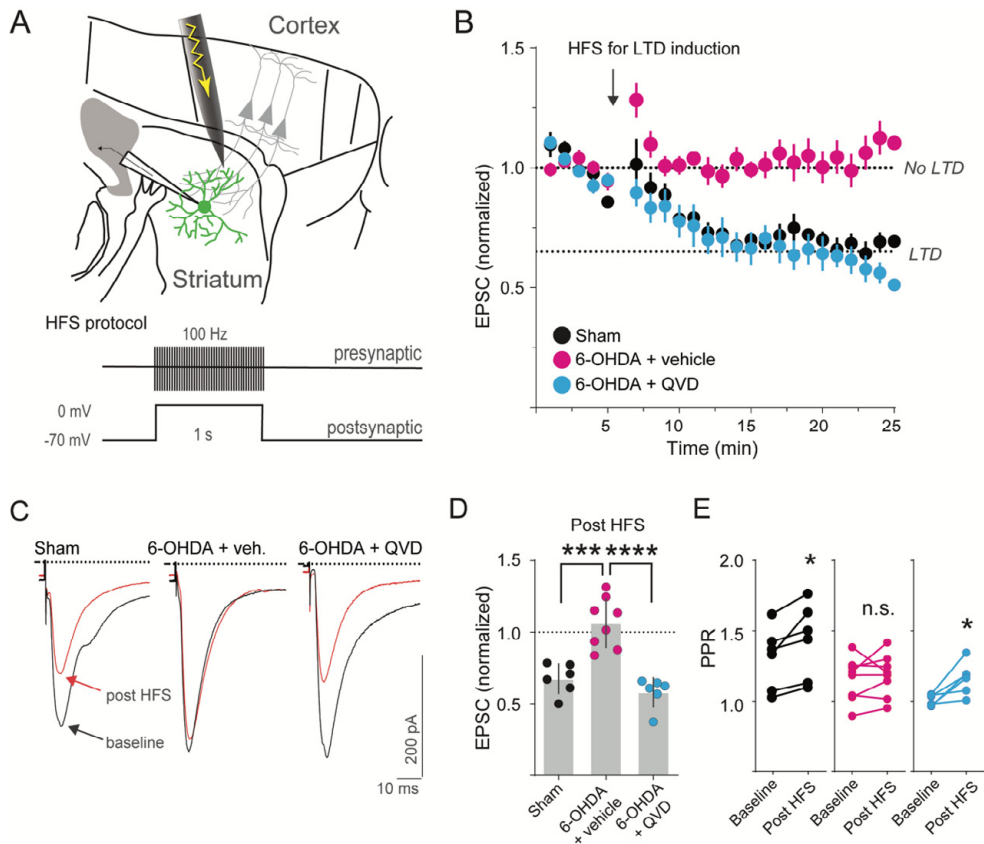 A
Cortex
Striatum
HFS protocol
100 Hz
presynaptic
0 mV
-70 mV
1 s
postsynaptic
B
HFS for LTD induction
EPSC (normalized)
1.5
1.0
0.5
No LTD
LTD
Sham
6-OHDA + vehicle
6-OHDA + QVD
5
10
15
20
25
Time (min)
C
Sham
6-OHDA + veh.
6-OHDA + QVD
post HFS
baseline
200 pA
10 ms
D
Post HFS
*** ****
EPSC (normalized)
1.5
1.0
0.5
Sham
6-OHDA
+ vehicle
6-OHDA
+ QVD
E
PPR
2.0
1.5
1.0
*
n.s.
*
Baseline
Post HFS
Baseline
Post HFS
Baseline
Post HFS